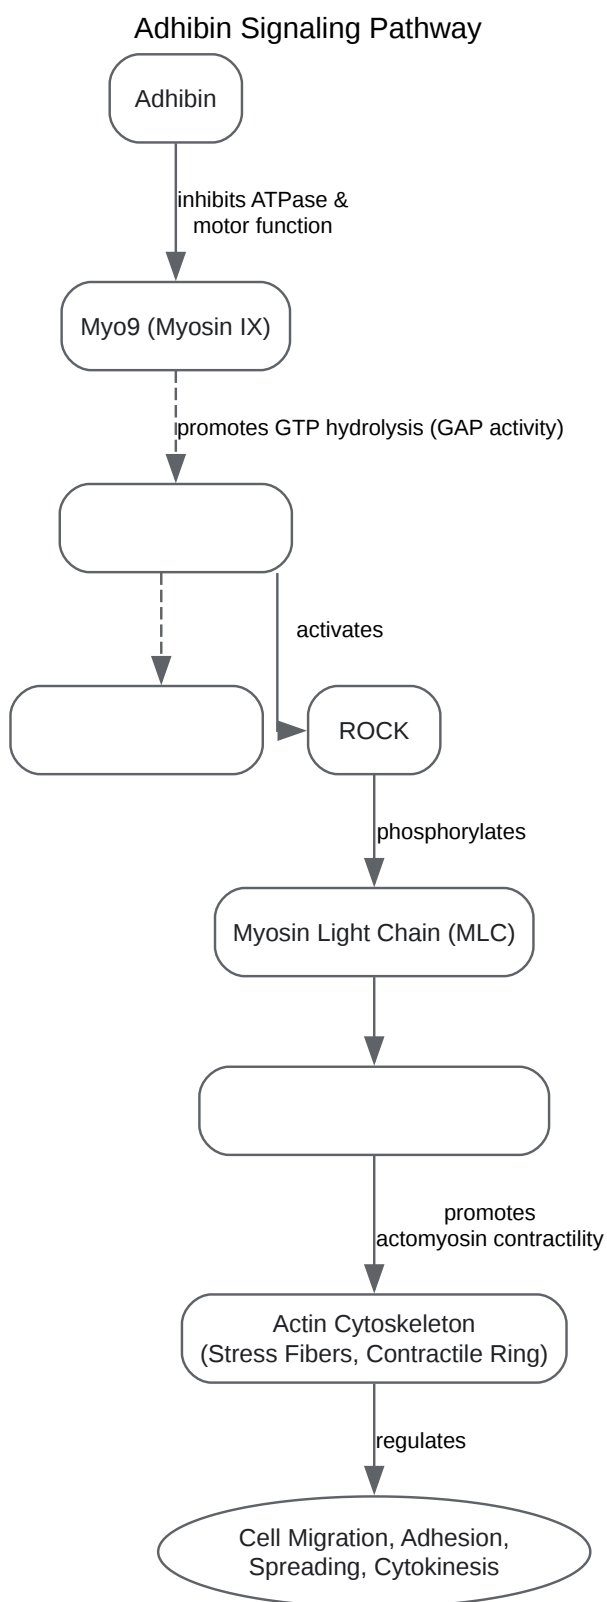 Adhibin Signaling Pathway
Adhibin
inhibits ATPase &
motor function
Myo9 (Myosin IX)
promotes GTP hydrolysis (GAP activity)
activates
ROCK
phosphorylates
Myosin Light Chain (MLC)
promotes
actomyosin contractility
Actin Cytoskeleton
(Stress Fibers, Contractile Ring)
regulates
Cell Migration, Adhesion,
Spreading, Cytokinesis